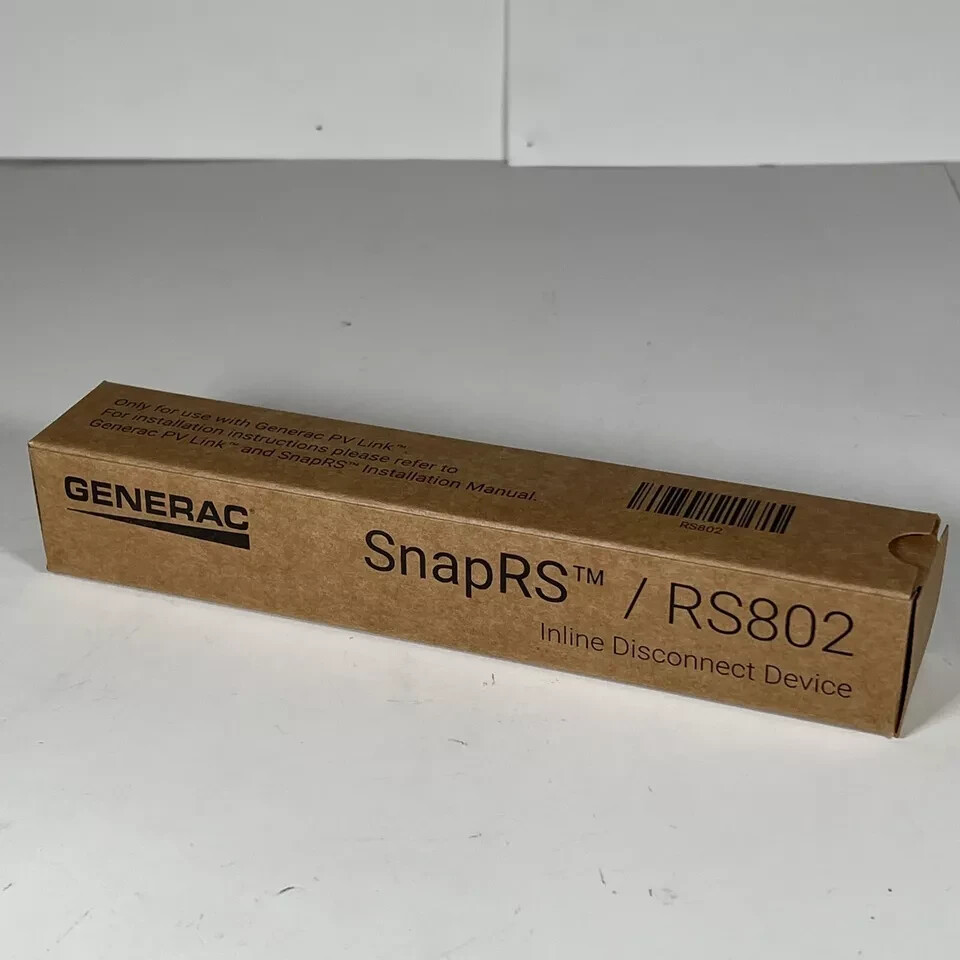 Only for use with Generac PV Link™.
For installation instructions please refer to
Generac PV Link™ and SnapRS™ Installation Manual.
RS802
GENERAC®
SnapRS™ / RS802
Inline Disconnect Device